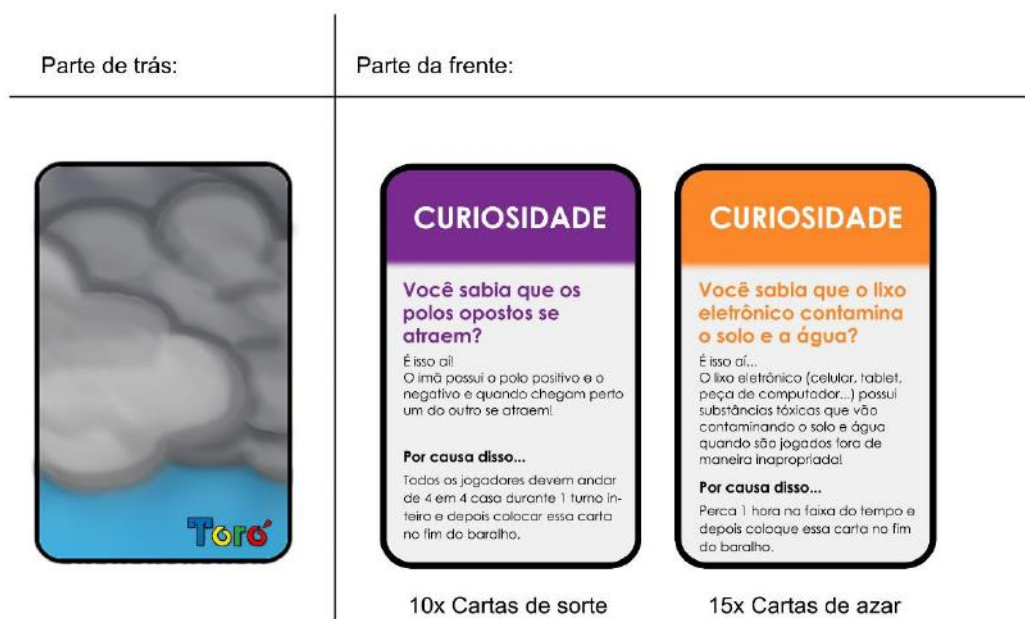 Parte de trás:
Parte da frente:
Toró
CURIOSIDADE
Você sabia que os
polos opostos se
atraem?
É isso aí!
O imã possui o polo positivo e o
negativo e quando chegam perto
um do outro se atraem!
Por causa disso...
Todos os jogadores devem andar
de 4 em 4 casa durante 1 turno in-
teiro e depois colocar essa carta
no fim do baralho.
10x Cartas de sorte
CURIOSIDADE
Você sabia que o lixo
eletrônico contamina
o solo e a água?
É isso aí...
O lixo eletrônico (celular, tablet,
peça de computador...) possui
substâncias tóxicas que vão
contaminando o solo e água
quando são jogados fora de
maneira inapropriada!
Por causa disso...
Perca 1 hora na faixa do tempo e
depois coloque essa carta no fim
do baralho.
15x Cartas de azar